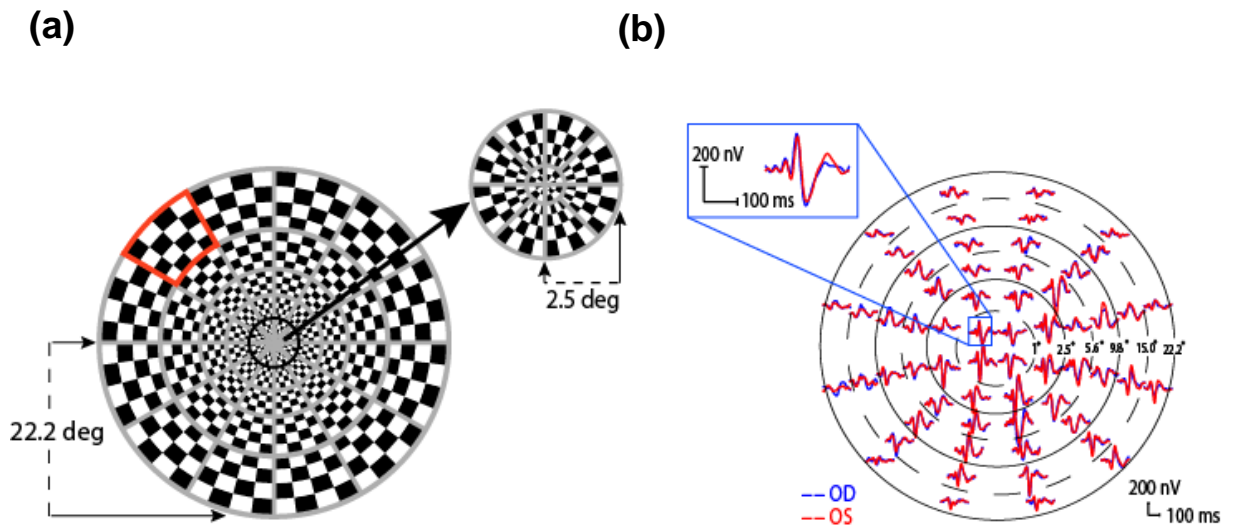 (a)
(b)
22.2 deg
2.5 deg
200 nV
100 ms
1° 2.5° 5.6° 9.8° 15.0° 22.2°
-- OD
-- OS
200 nV
100 ms